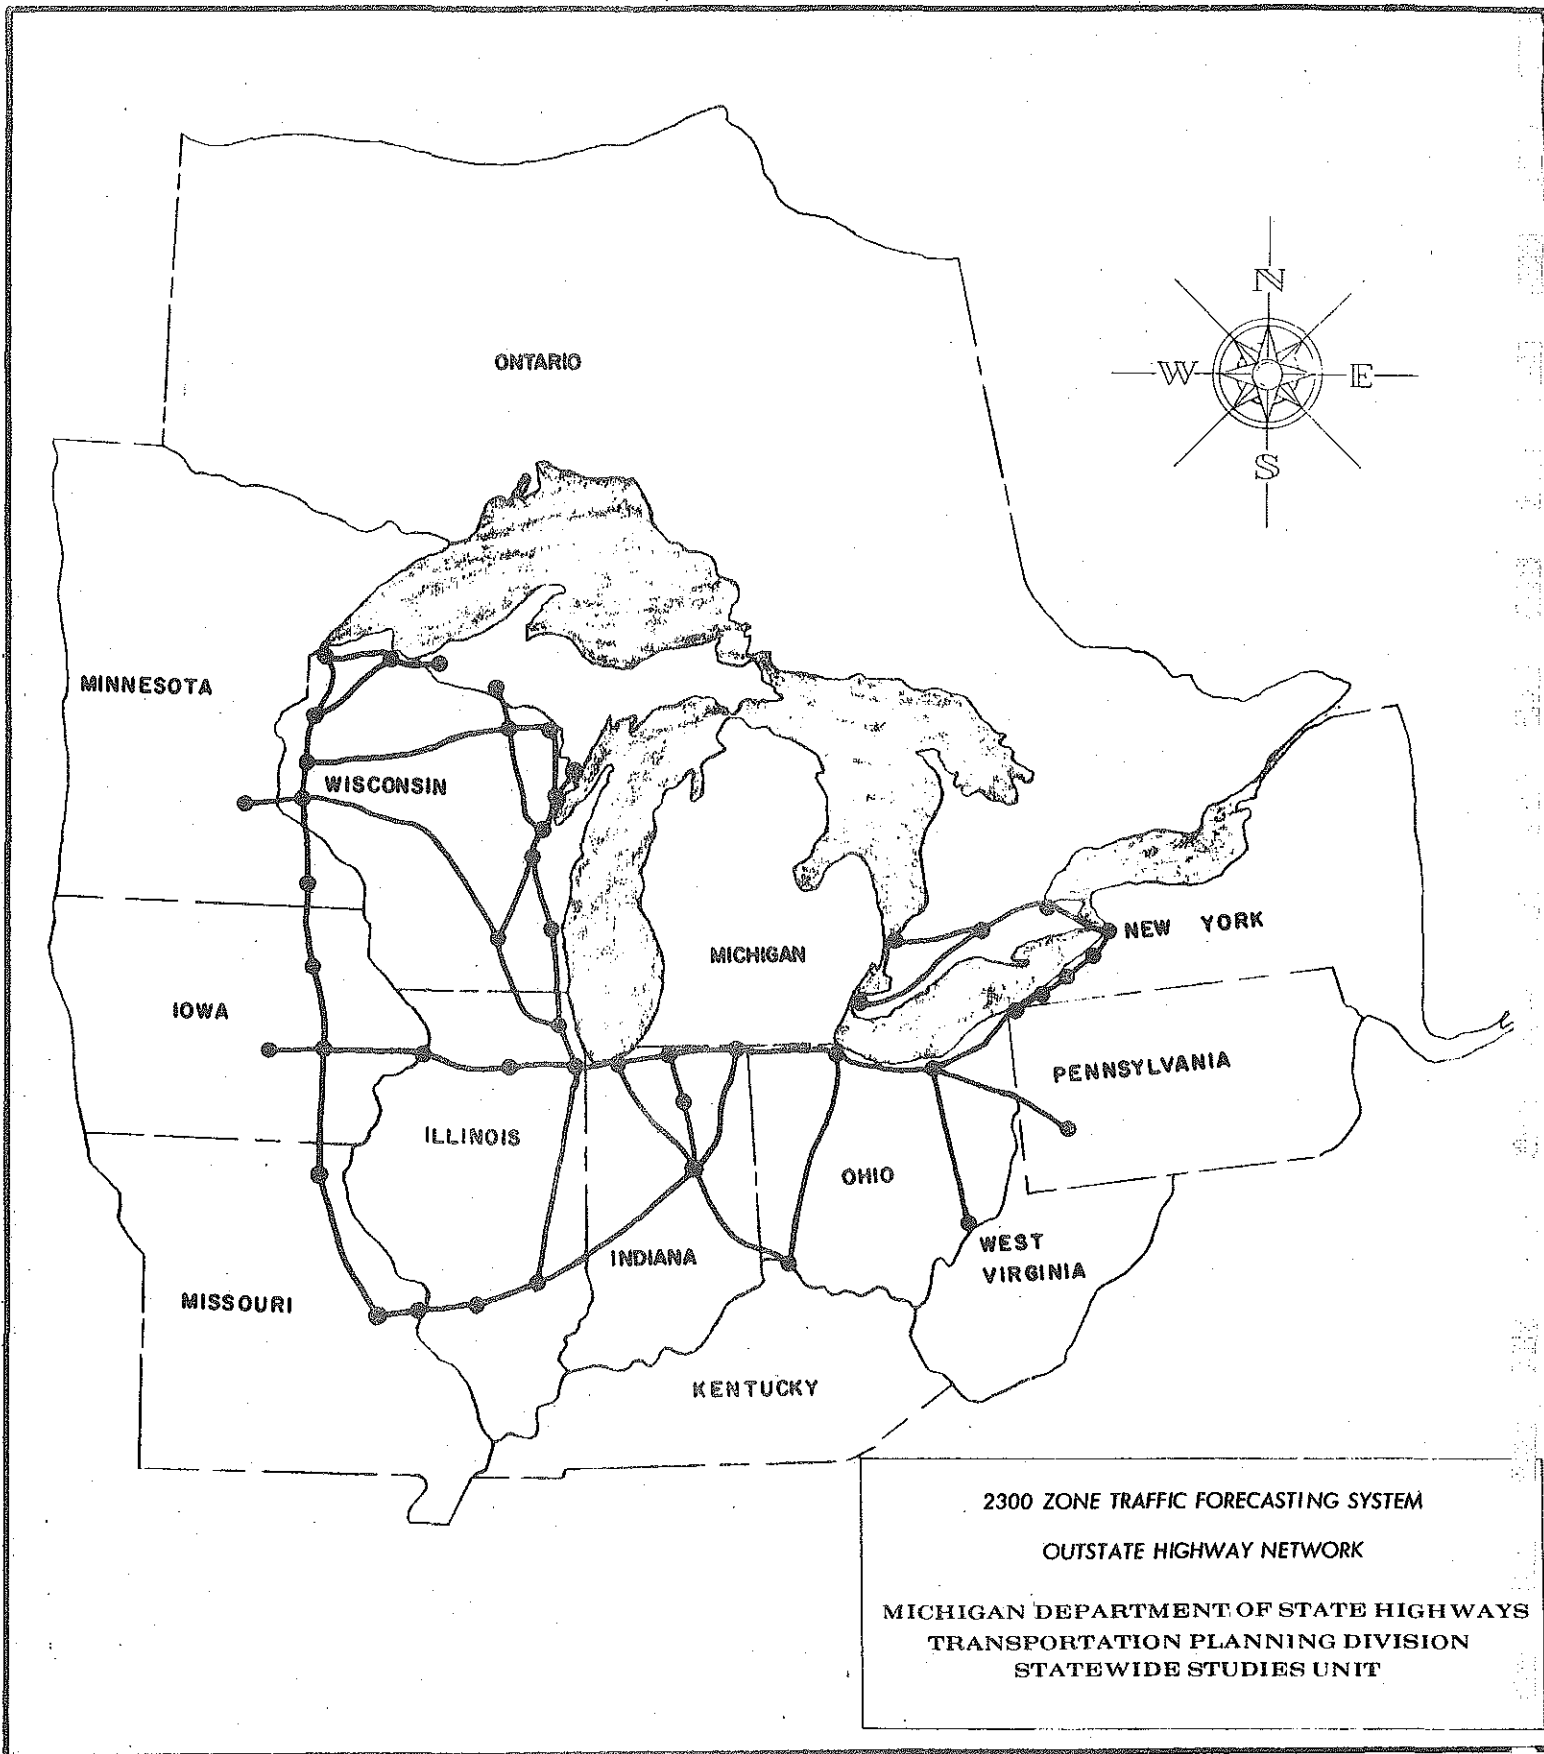 ONTARIO
N
W E
S
MINNESOTA
WISCONSIN
NEW YORK
MICHIGAN
IOWA
PENNSYLVANIA
ILLINOIS
OHIO
WEST
VIRGINIA
INDIANA
MISSOURI
KENTUCKY
2300 ZONE TRAFFIC FORECASTING SYSTEM
OUTSTATE HIGHWAY NETWORK
MICHIGAN DEPARTMENT OF STATE HIGHWAYS
TRANSPORTATION PLANNING DIVISION
STATEWIDE STUDIES UNIT